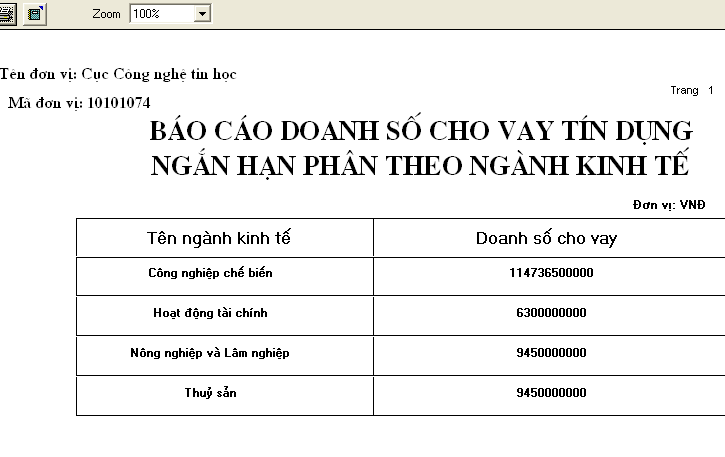 Zoom 100%
Tên đơn vị: Cục Công nghệ tin học
Trang 1
Mã đơn vị: 10101074
BÁO CÁO DOANH SỐ CHO VAY TÍN DỤNG
NGẮN HẠN PHÂN THEO NGÀNH KINH TẾ
Đơn vị: VNĐ
Tên ngành kinh tế Doanh số cho vay
Công nghiệp chế biến 114736500000
Hoạt động tài chính 6300000000
Nông nghiệp và Lâm nghiệp 9450000000
Thuỷ sản 9450000000